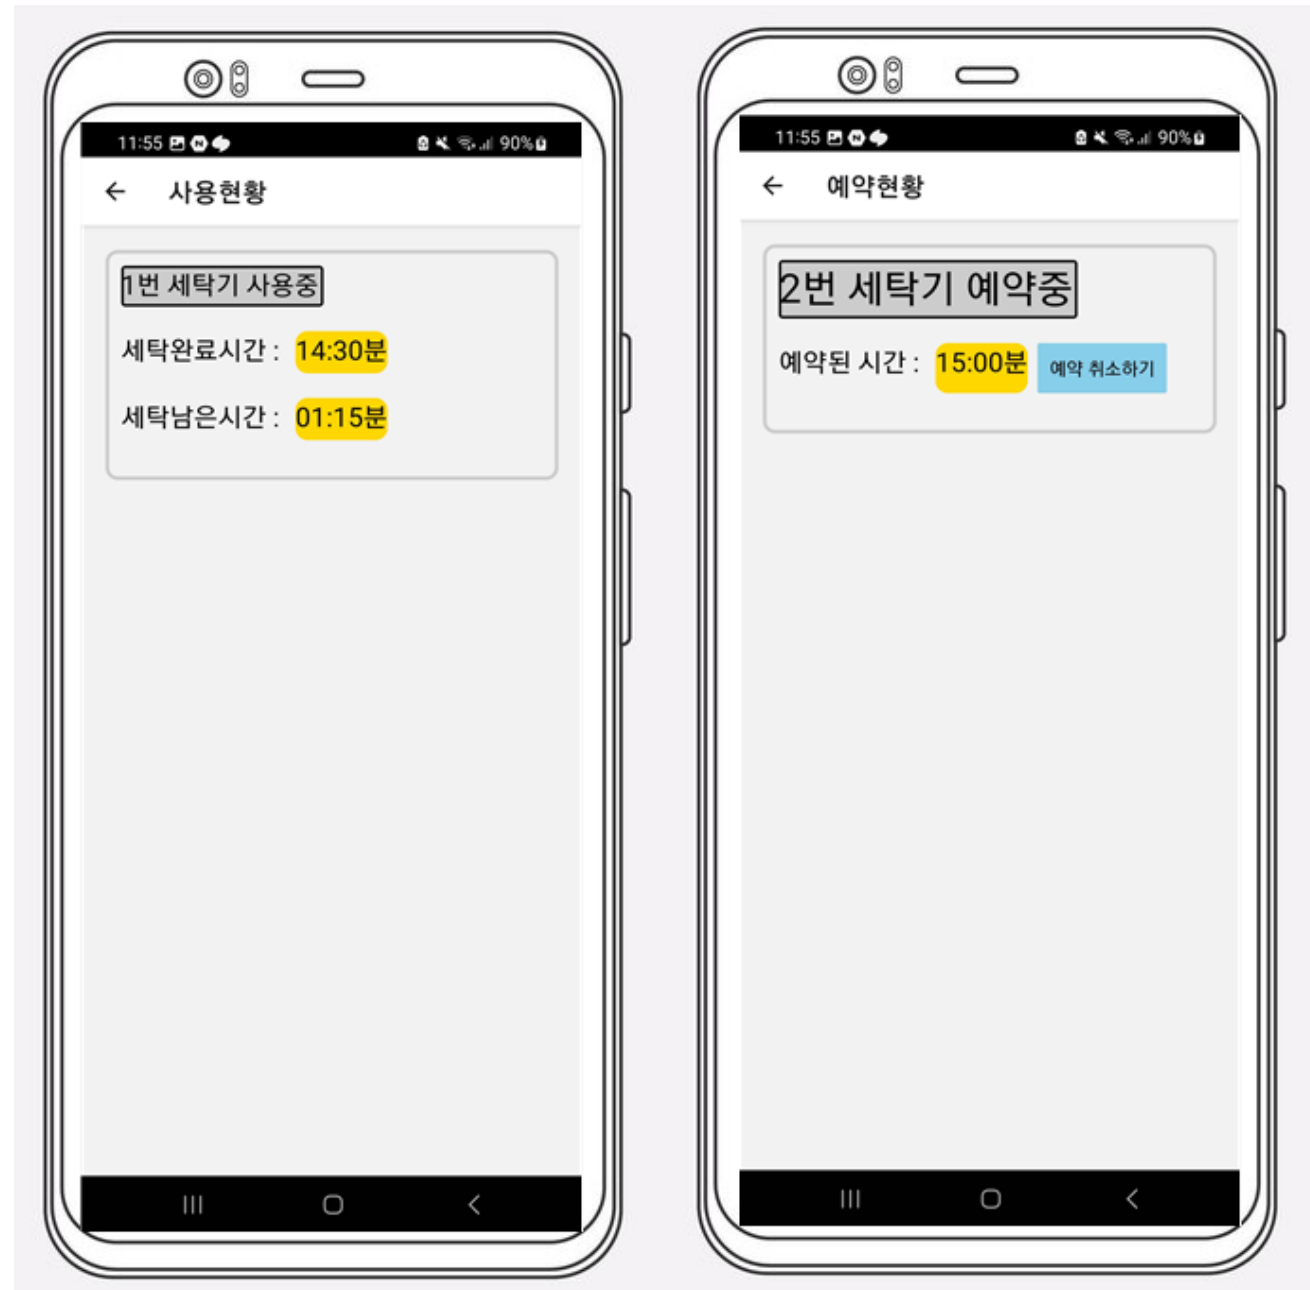 11:55 90%
사용현황
1번 세탁기 사용중
세탁완료시간 : 14:30분
세탁남은시간 : 01:15분
11:55 90%
예약현황
2번 세탁기 예약중
예약된 시간 : 15:00분 예약 취소하기